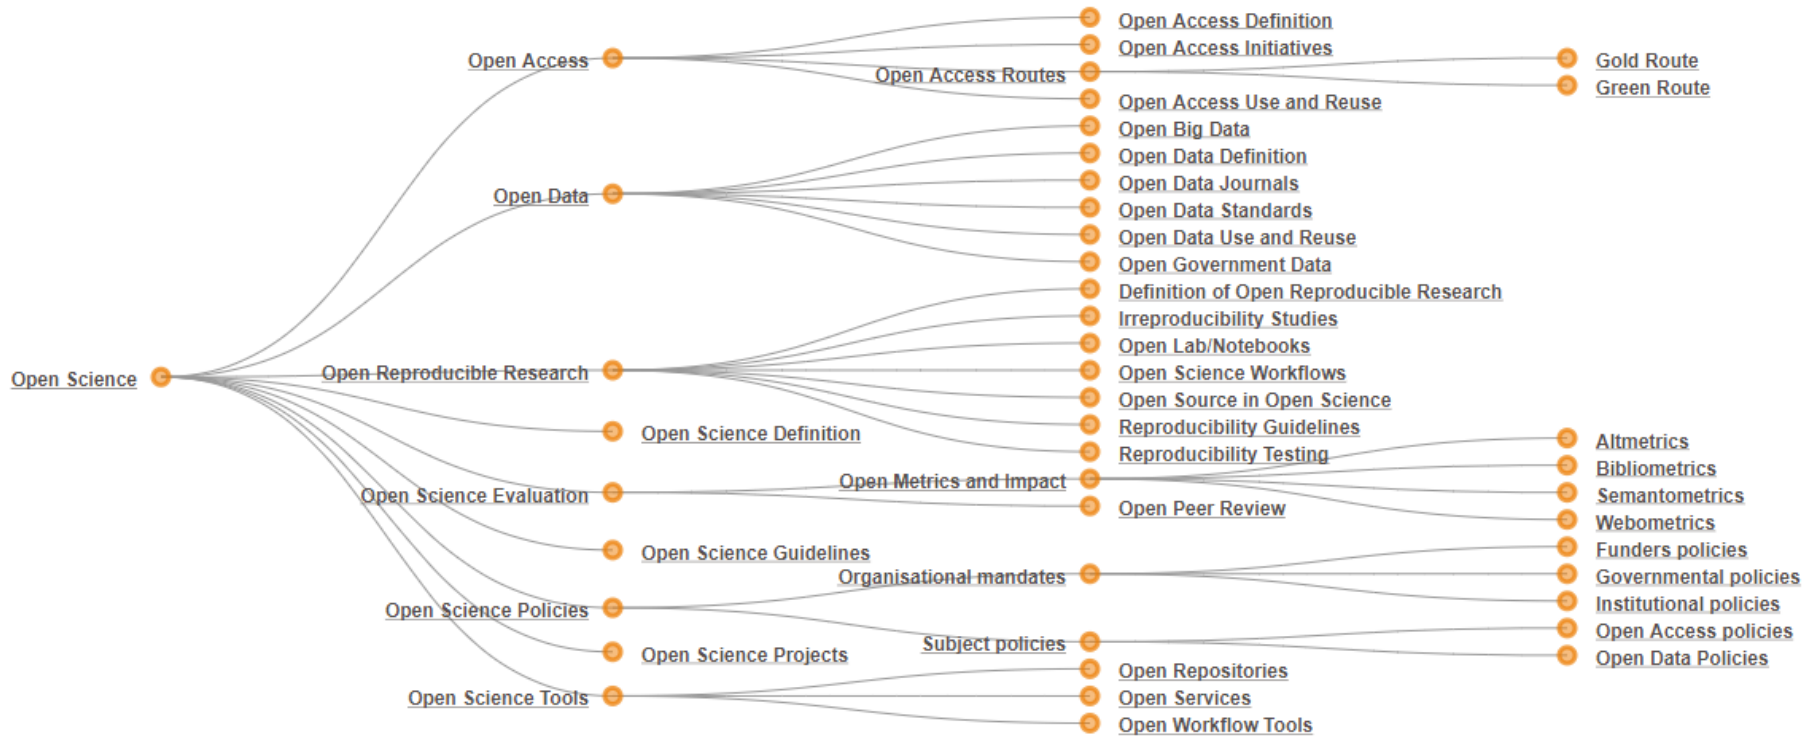 Open Science
Open Access
Open Access Definition
Open Access Initiatives
Open Access Routes
Gold Route
Green Route
Open Access Use and Reuse
Open Data
Open Big Data
Open Data Definition
Open Data Journals
Open Data Standards
Open Data Use and Reuse
Open Government Data
Open Reproducible Research
Definition of Open Reproducible Research
Irreproducibility Studies
Open Lab/Notebooks
Open Science Workflows
Open Source in Open Science
Reproducibility Guidelines
Reproducibility Testing
Open Science Definition
Open Science Evaluation
Open Metrics and Impact
Altmetrics
Bibliometrics
Semantometrics
Webometrics
Open Peer Review
Open Science Guidelines
Open Science Policies
Organisational mandates
Funders policies
Governmental policies
Institutional policies
Subject policies
Open Access policies
Open Data Policies
Open Science Projects
Open Science Tools
Open Repositories
Open Services
Open Workflow Tools